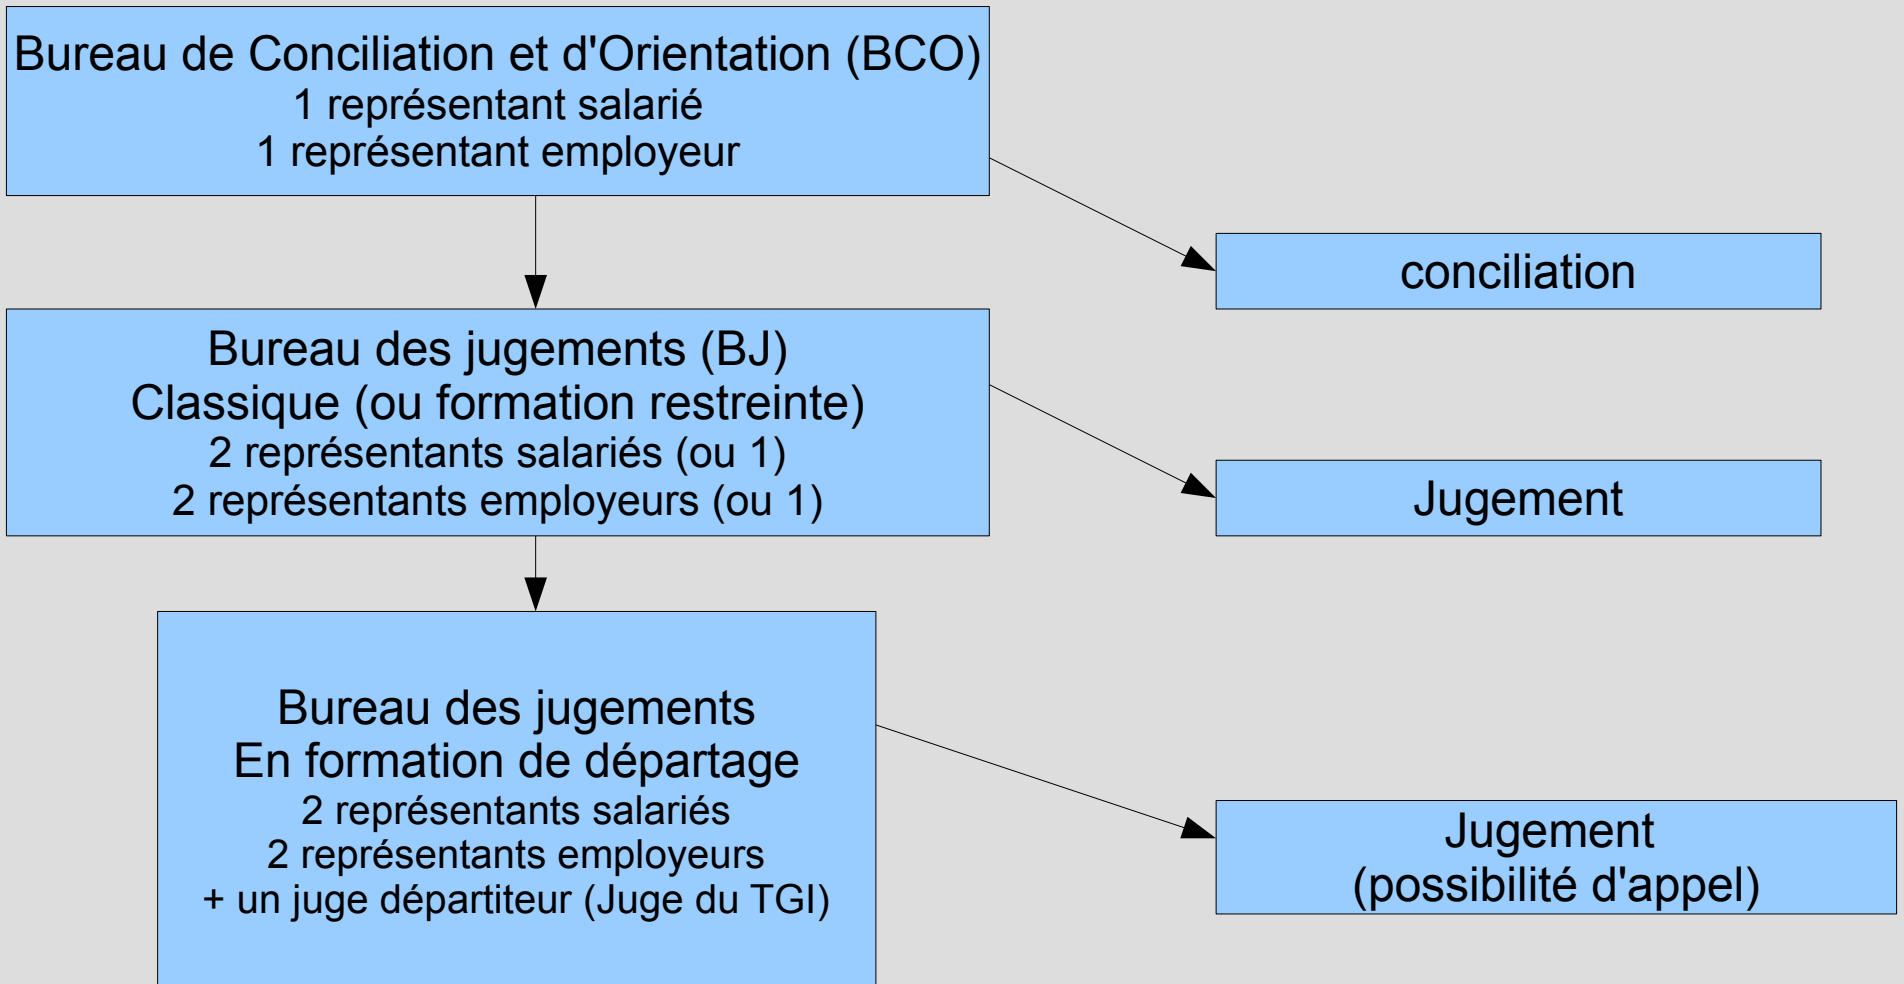 Bureau de Conciliation et d'Orientation (BCO)
1 représentant salarié
1 représentant employeur
conciliation
Bureau des jugements (BJ)
Classique (ou formation restreinte)
2 représentants salariés (ou 1)
2 représentants employeurs (ou 1)
Jugement
Bureau des jugements
En formation de départage
2 représentants salariés
2 représentants employeurs
+ un juge départiteur (Juge du TGI)
Jugement
(possibilité d'appel)